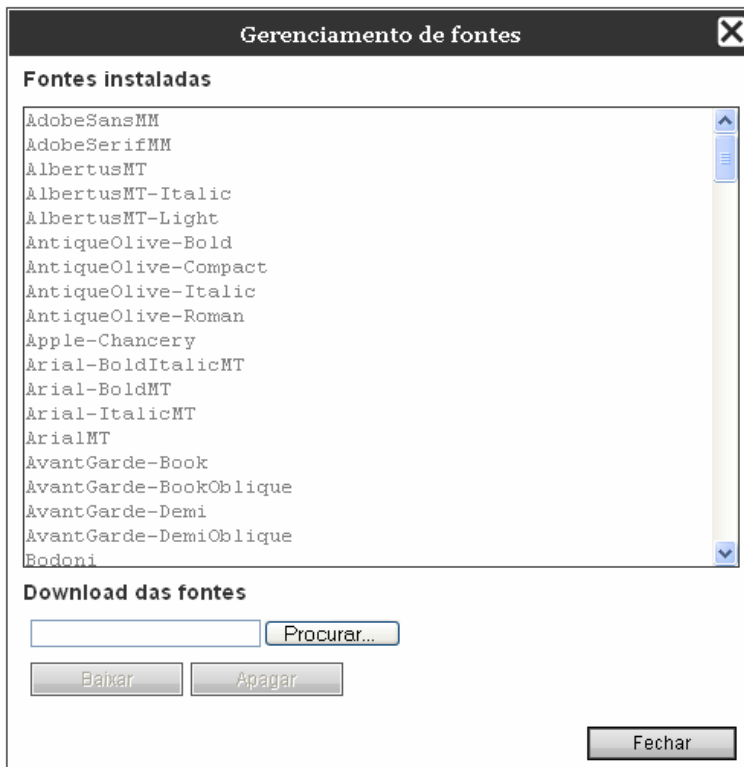 Gerenciamento de fontes
Fontes instaladas
AdobeSansMM
AdobeSerifMM
AlbertusMT
AlbertusMT-Italic
AlbertusMT-Light
AntiqueOlive-Bold
AntiqueOlive-Compact
AntiqueOlive-Italic
AntiqueOlive-Roman
Apple-Chancery
Arial-BoldItalicMT
Arial-BoldMT
Arial-ItalicMT
ArialMT
AvantGarde-Book
AvantGarde-BookOblique
AvantGarde-Demi
AvantGarde-DemiOblique
Bodoni
Download das fontes
Procurar...
Baixar Apagar
Fechar